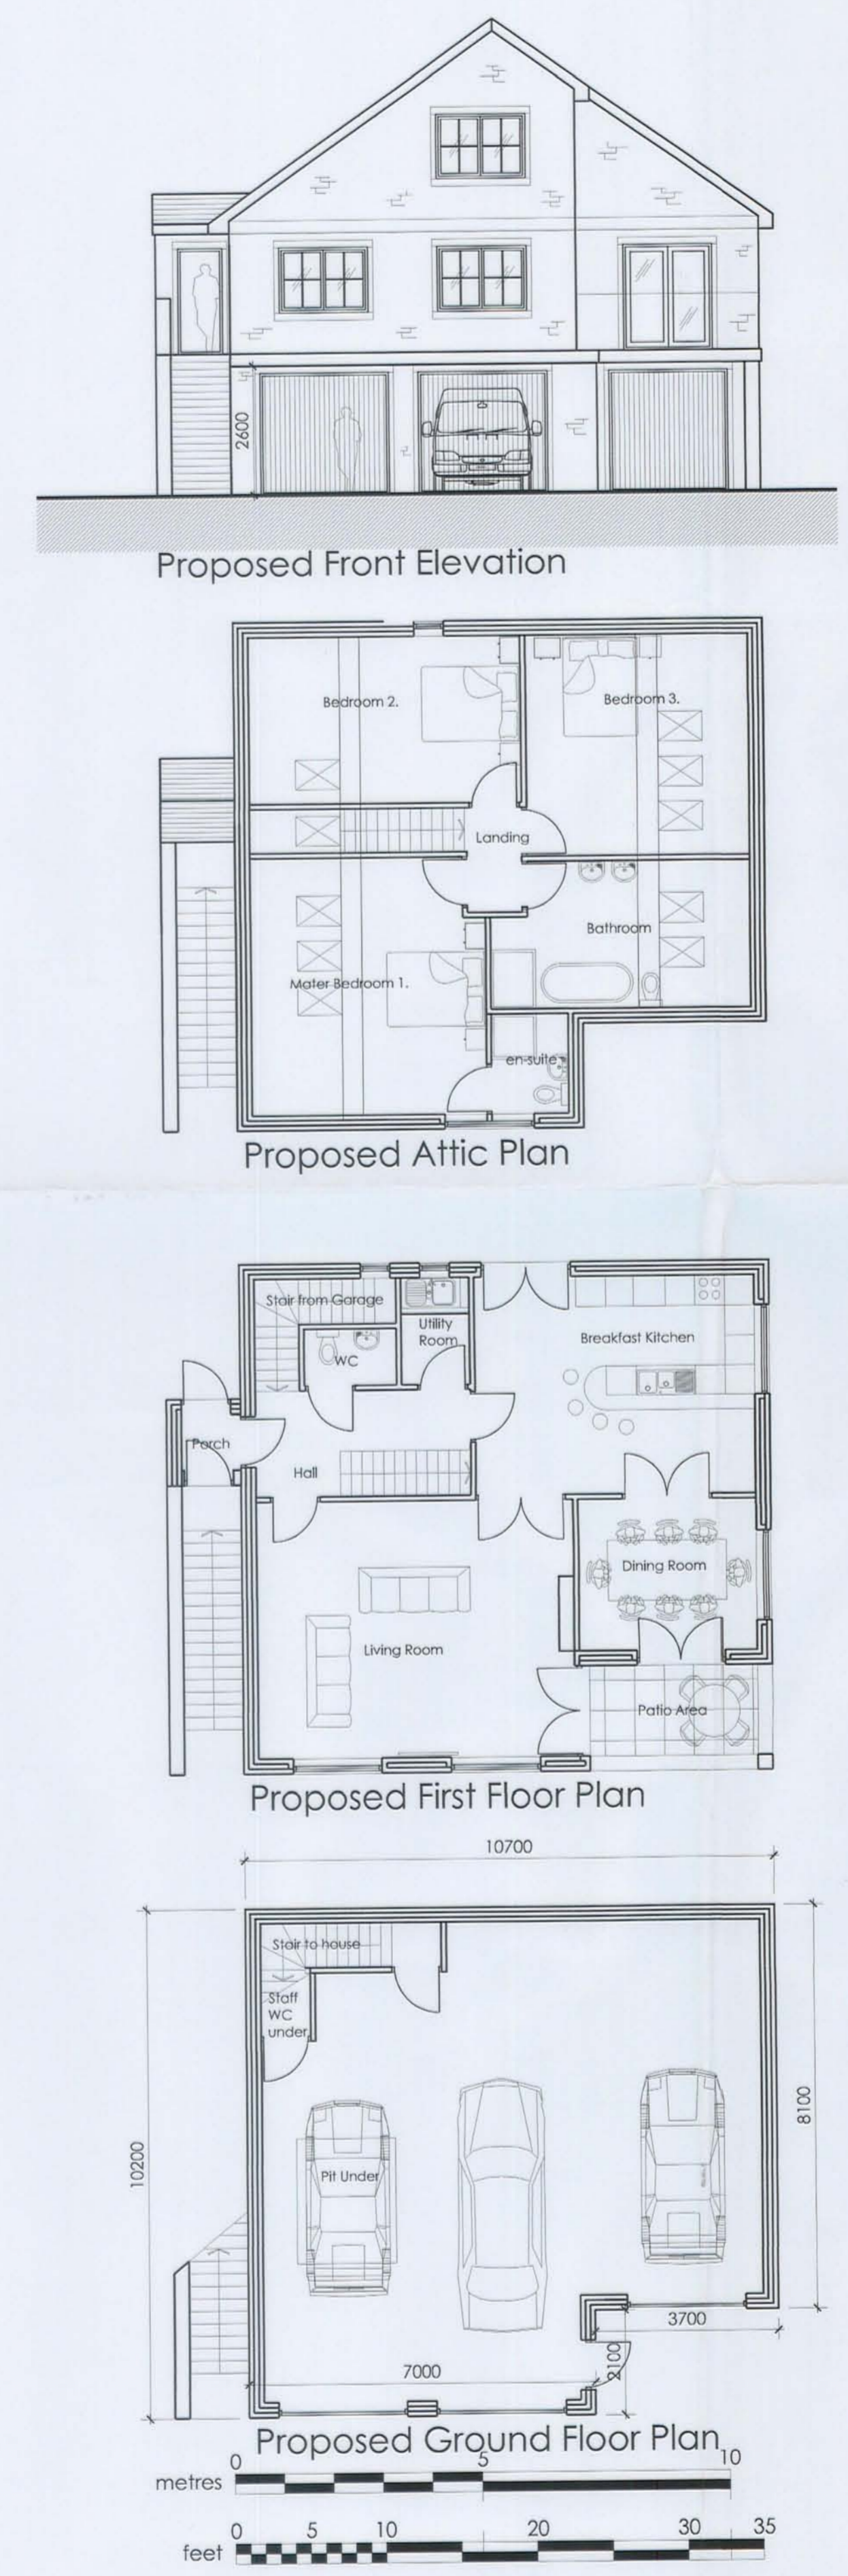 2600
Proposed Front Elevation
Bedroom 2.
Bedroom 3.
Landing
Bathroom
Mater Bedroom 1.
en-suite
Proposed Attic Plan
Stair from Garage
Utility
Room
WC
Breakfast Kitchen
Porch
Hall
Dining Room
Living Room
Patio Area
Proposed First Floor Plan
10700
Stair to house
Staff
WC
under
8100
10200
Pit Under
3700
2100
7000
Proposed Ground Floor Plan
0 5 10
metres
0 5 10 20 30 35
feet